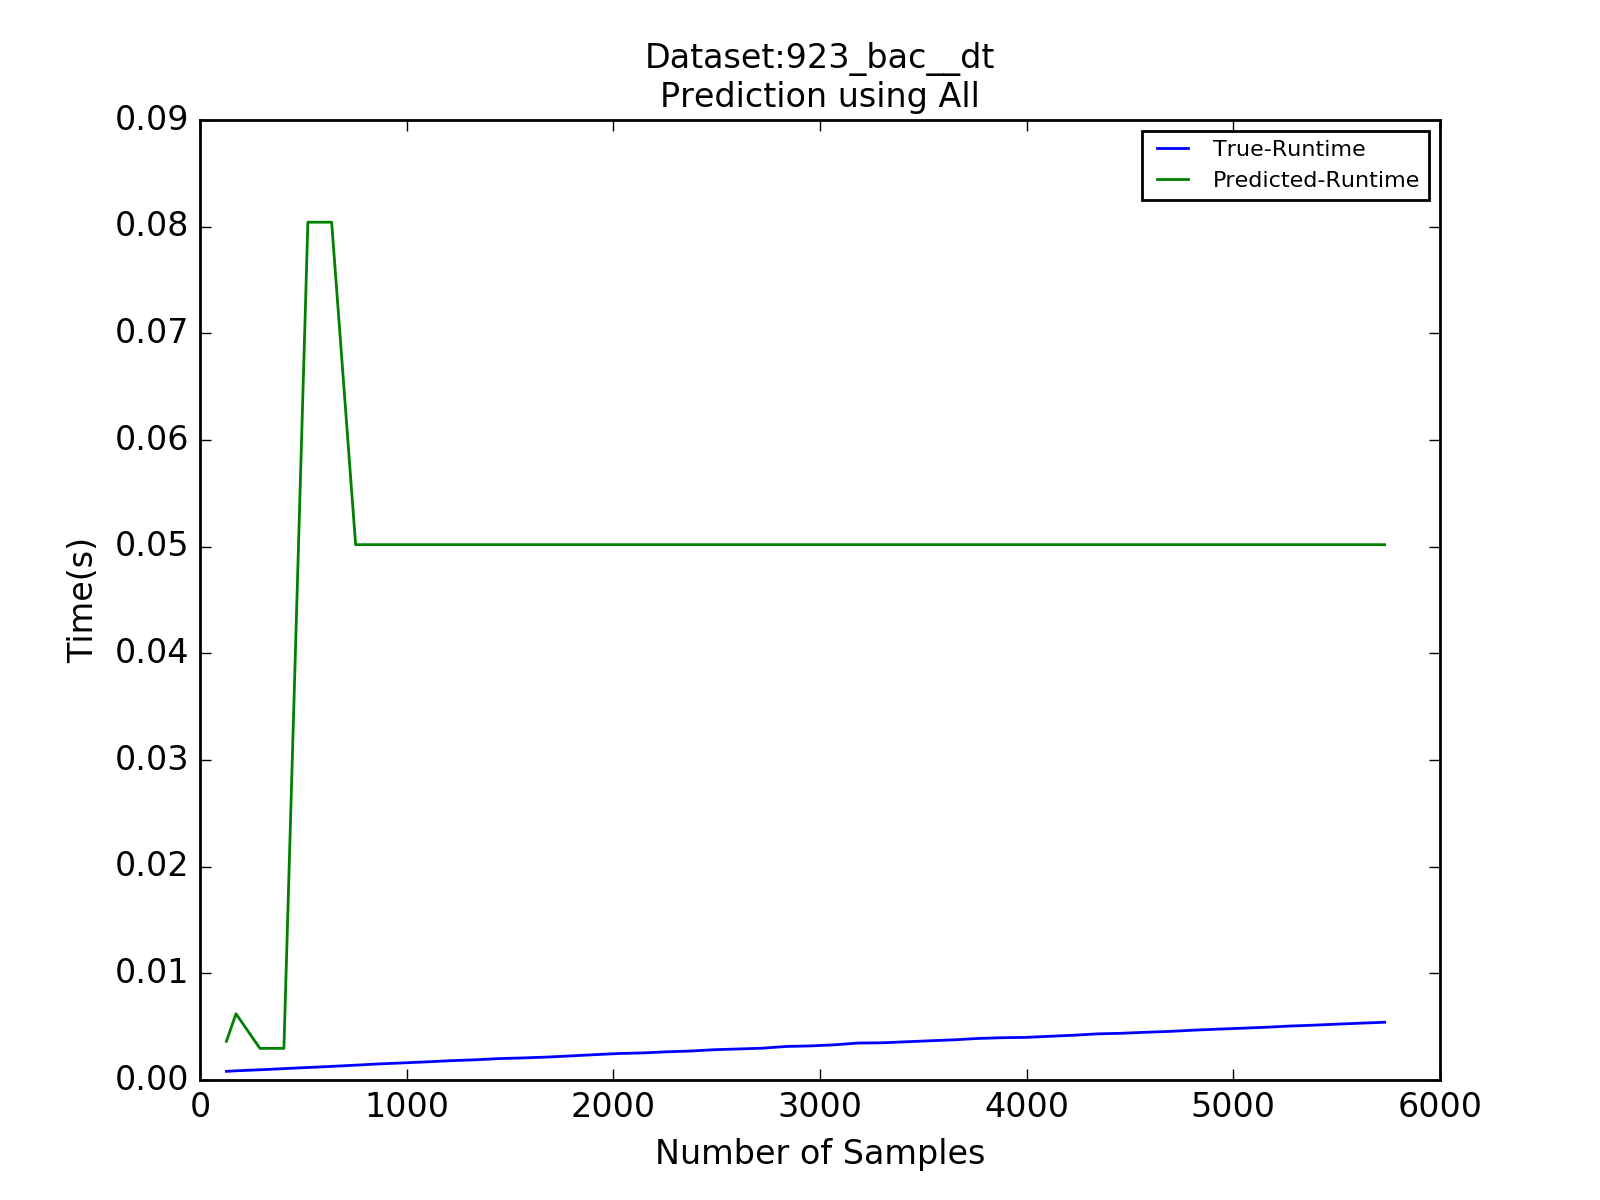 Dataset:923_bac__dt
Prediction using All
0.09
0.08
0.07
0.06
0.05
0.04
0.03
0.02
0.01
0.00
Time(s)
True-Runtime
Predicted-Runtime
0 1000 2000 3000 4000 5000 6000
Number of Samples